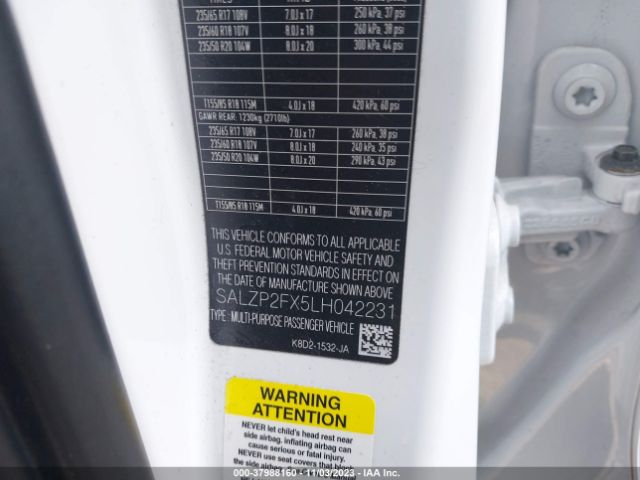 235/65 R17 108V 7.0J x 17 250 kPa, 37 psi
235/60 R18 107V 8.0J x 18 260 kPa, 38 psi
235/50 R20 104W 8.0J x 20 300 kPa, 44 psi
T155/85 R18 115M 4.0J x 18 420 kPa, 60 psi
GAWR REAR: 1230kg (2710lb)
235/65 R17 108V 7.0J x 17 260 kPa, 38 psi
235/60 R18 107V 8.0J x 18 240 kPa, 35 psi
235/50 R20 104W 8.0J x 20 290 kPa, 43 psi
T155/85 R18 115M 4.0J x 18 420 kPa, 60 psi
THIS VEHICLE CONFORMS TO ALL APPLICABLE
U.S. FEDERAL MOTOR VEHICLE SAFETY AND
THEFT PREVENTION STANDARDS IN EFFECT ON
THE DATE OF MANUFACTURE SHOWN ABOVE
SALZP2FX5LH042231
TYPE : MULTI-PURPOSE PASSENGER VEHICLE
K8D2-1532-JA
WARNING
ATTENTION
NEVER let child's head rest near
side airbag. inflating airbag can
cause serious or fatal injury.
NEVER use seat covers that block
the side airbag
000-37988160 - 11/03/2023 - IAA Inc.